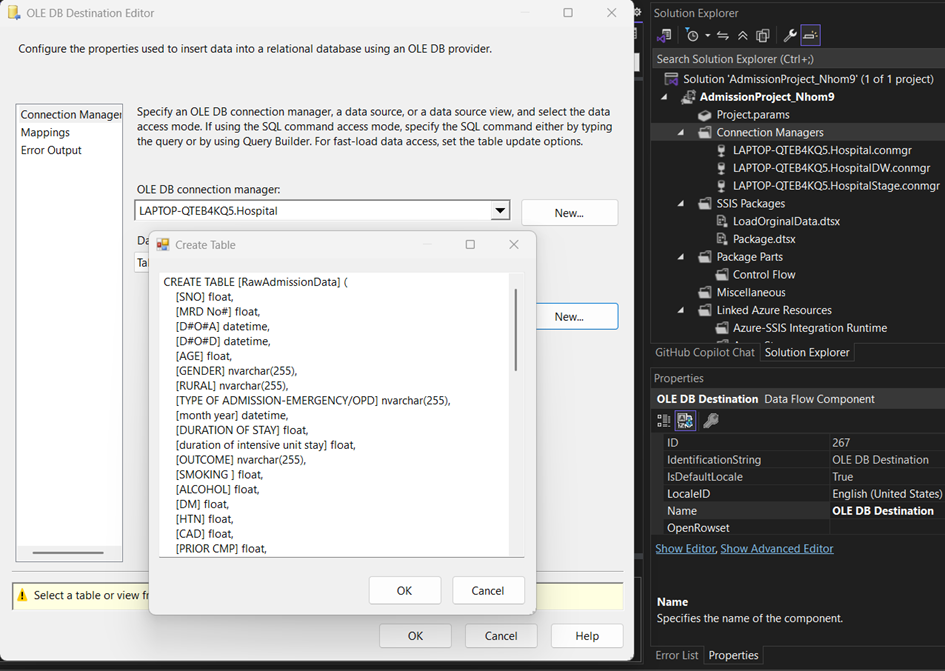 OLE DB Destination Editor
Configure the properties used to insert data into a relational database using an OLE DB provider.
Connection Manager
Mappings
Error Output
Specify an OLE DB connection manager, a data source, or a data source view, and select the data
access mode. If using the SQL command access mode, specify the SQL command either by typing
the query or by using Query Builder. For fast-load data access, set the table update options.
OLE DB connection manager:
LAPTOP-QTEB4KQ5.Hospital
New...
New...
Create Table
CREATE TABLE [RawAdmissionData] (
[SNO] float,
[MRD No#] float,
[D#O#A] datetime,
[D#O#D] datetime,
[AGE] float,
[GENDER] nvarchar(255),
[RURAL] nvarchar(255),
[TYPE OF ADMISSION-EMERGENCY/OPD] nvarchar(255),
[month year] datetime,
[DURATION OF STAY] float,
[duration of intensive unit stay] float,
[OUTCOME] nvarchar(255),
[SMOKING ] float,
[ALCOHOL] float,
[DM] float,
[HTN] float,
[CAD] float,
[PRIOR CMP] float,
OK
Cancel
Select a table or view
OK
Cancel
Help
Solution Explorer
Search Solution Explorer (Ctrl+;)
Solution 'AdmissionProject_Nhom9' (1 of 1 project)
AdmissionProject_Nhom9
Project.params
Connection Managers
LAPTOP-QTEB4KQ5.Hospital.conmgr
LAPTOP-QTEB4KQ5.HospitalDW.conmgr
LAPTOP-QTEB4KQ5.HospitalStage.conmgr
SSIS Packages
LoadOrginalData.dtsx
Package.dtsx
Package Parts
Control Flow
Miscellaneous
Linked Azure Resources
Azure-SSIS Integration Runtime
GitHub Copilot Chat
Solution Explorer
Properties
OLE DB Destination Data Flow Component
ID 267
IdentificationString OLE DB Destination
IsDefaultLocale True
LocaleID English (United States)
Name OLE DB Destination
OpenRowset
Show Editor, Show Advanced Editor
Name
Specifies the name of the component.
Error List
Properties